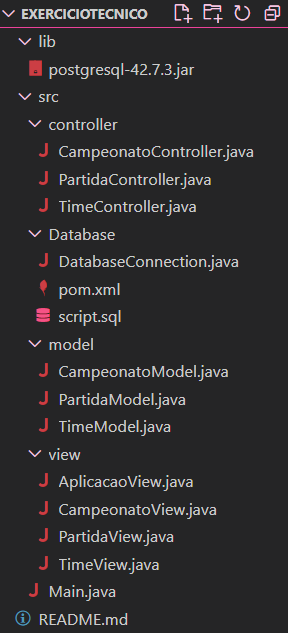 EXERCICIOTECNICO
lib
postgresql-42.7.3.jar
src
controller
CampeonatoController.java
PartidaController.java
TimeController.java
Database
DatabaseConnection.java
pom.xml
script.sql
model
CampeonatoModel.java
PartidaModel.java
TimeModel.java
view
AplicacaoView.java
CampeonatoView.java
PartidaView.java
TimeView.java
Main.java
README.md